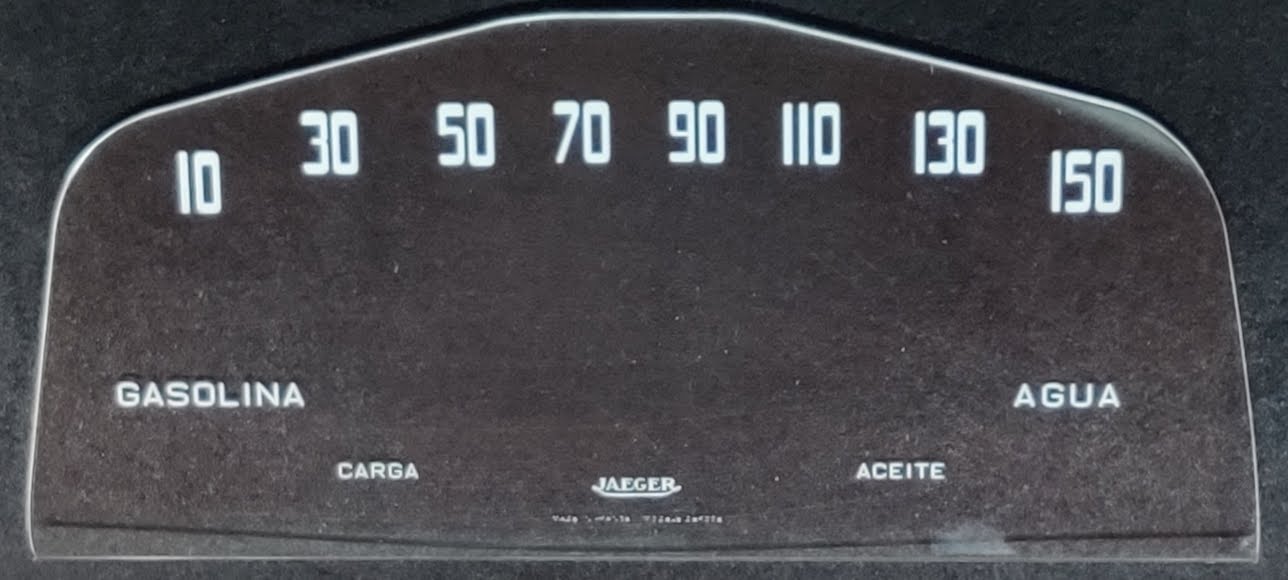 10 30 50 70 90 110 130 150
GASOLINA AGUA
CARGA ACEITE
JAEGER